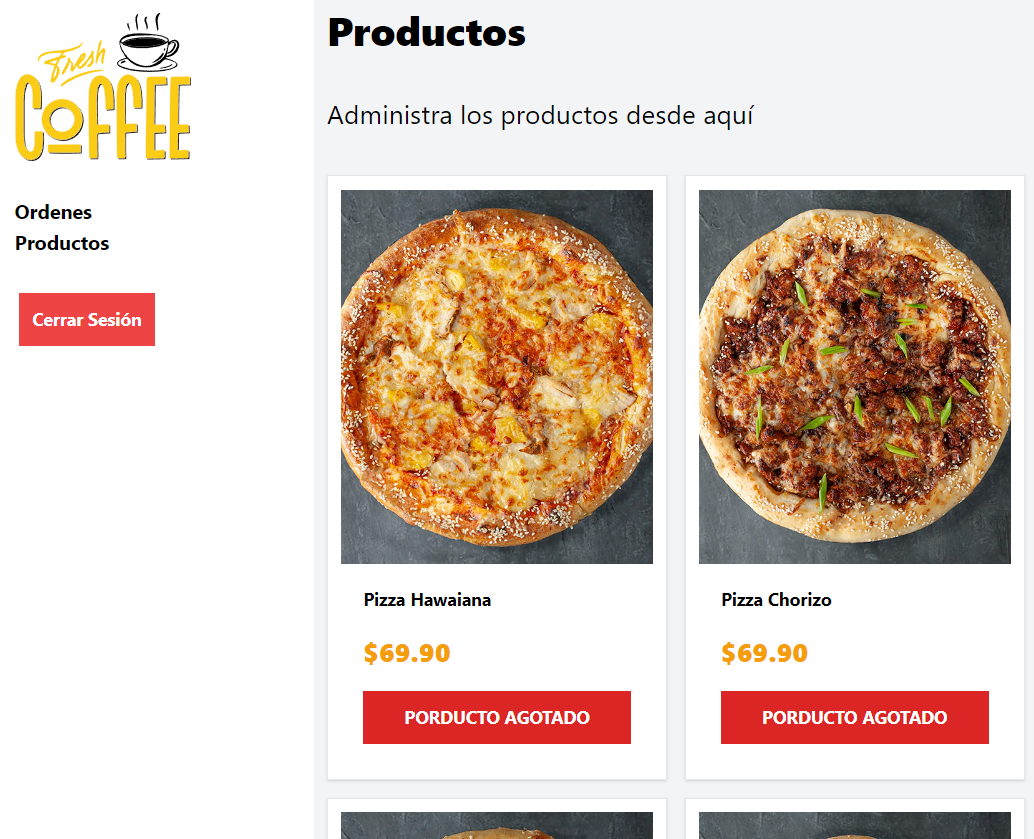 Fresh
COFFEE
Ordenes
Productos
Cerrar Sesión
Productos
Administra los productos desde aquí
Pizza Hawaiana
$69.90
PORDUCTO AGOTADO
Pizza Chorizo
$69.90
PORDUCTO AGOTADO